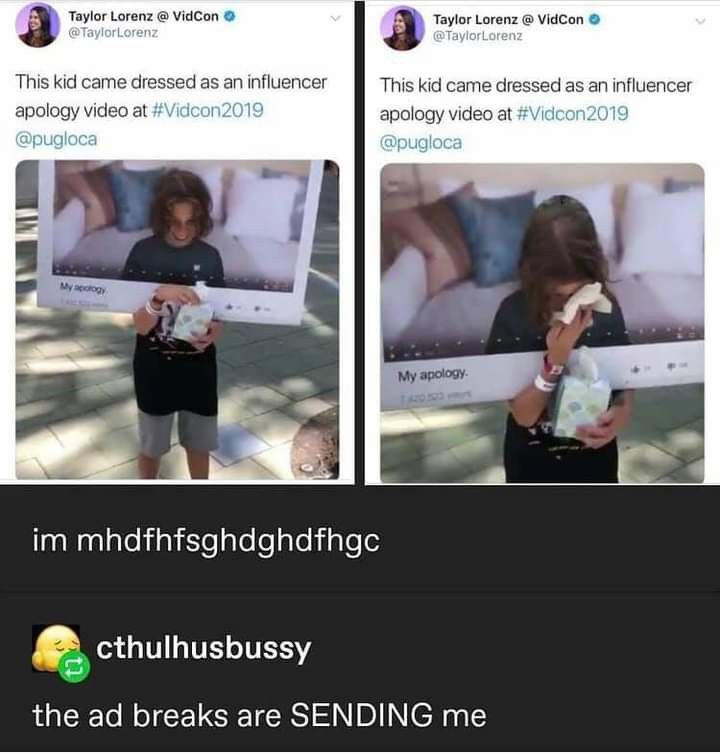 Taylor Lorenz @ VidCon
@TaylorLorenz
This kid came dressed as an influencer
apology video at #Vidcon2019
@pugloca
My apology.
Taylor Lorenz @ VidCon
@TaylorLorenz
This kid came dressed as an influencer
apology video at #Vidcon2019
@pugloca
My apology.
im mhdfhfsghdghdfhgc
cthulhusbussy
the ad breaks are SENDING me